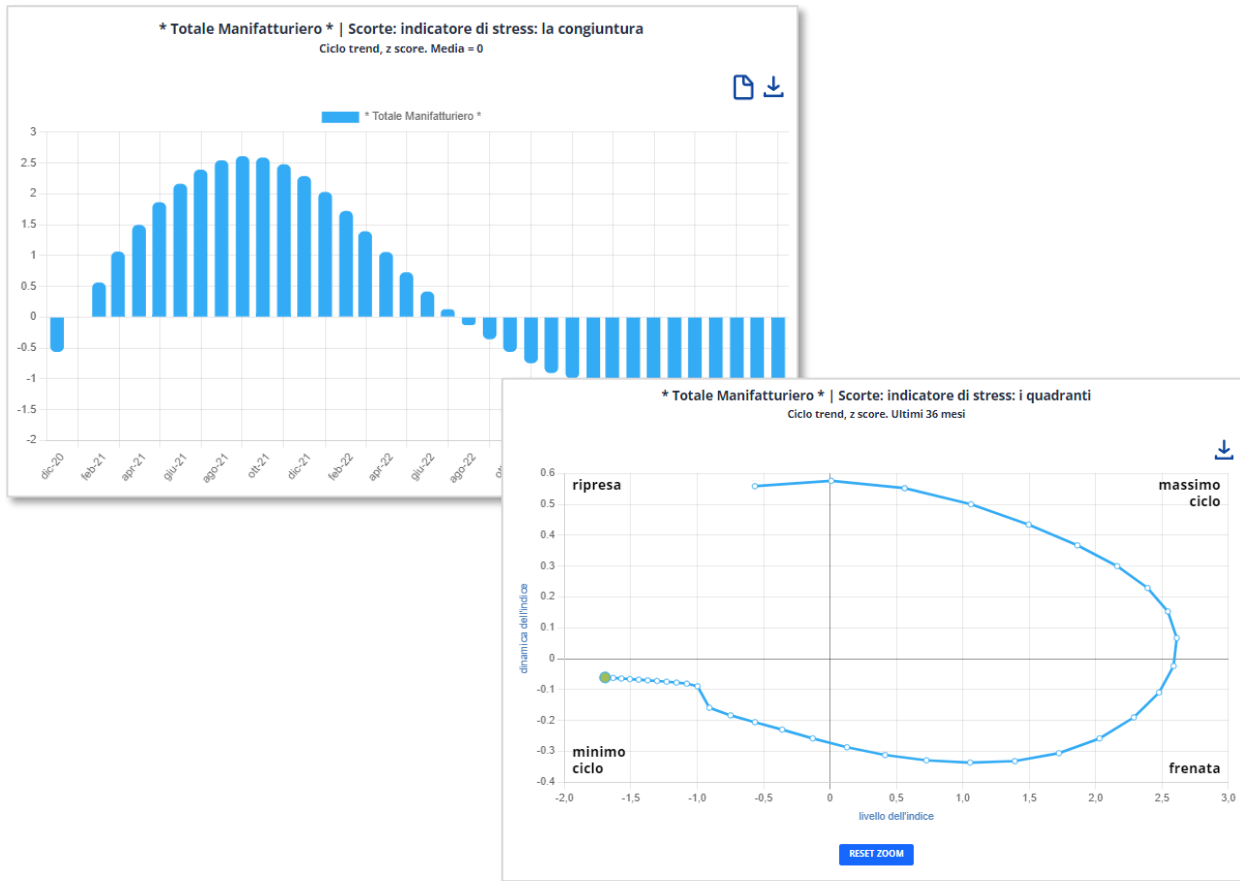 * Totale Manifatturiero * | Scorte: indicatore di stress: la congiuntura
Ciclo trend, z score. Media = 0
* Totale Manifatturiero *
3
2.5
2
1.5
1
0.5
0
-0.5
-1
-1.5
-2
dic-20
feb-21
apr-21
giu-21
ago-21
ott-21
dic-21
feb-22
apr-22
giu-22
ago-22
* Totale Manifatturiero * | Scorte: indicatore di stress: i quadranti
Ciclo trend, z score. Ultimi 36 mesi
ripresa
massimo
ciclo
0.6
0.5
0.4
0.3
0.2
0.1
0
-0.1
-0.2
-0.3
-0.4
dinamica dell'indice
minimo
ciclo
frenata
-2,0
-1,5
-1,0
-0,5
0
0,5
1,0
1,5
2,0
2,5
3,0
livello dell'indice
RESET ZOOM